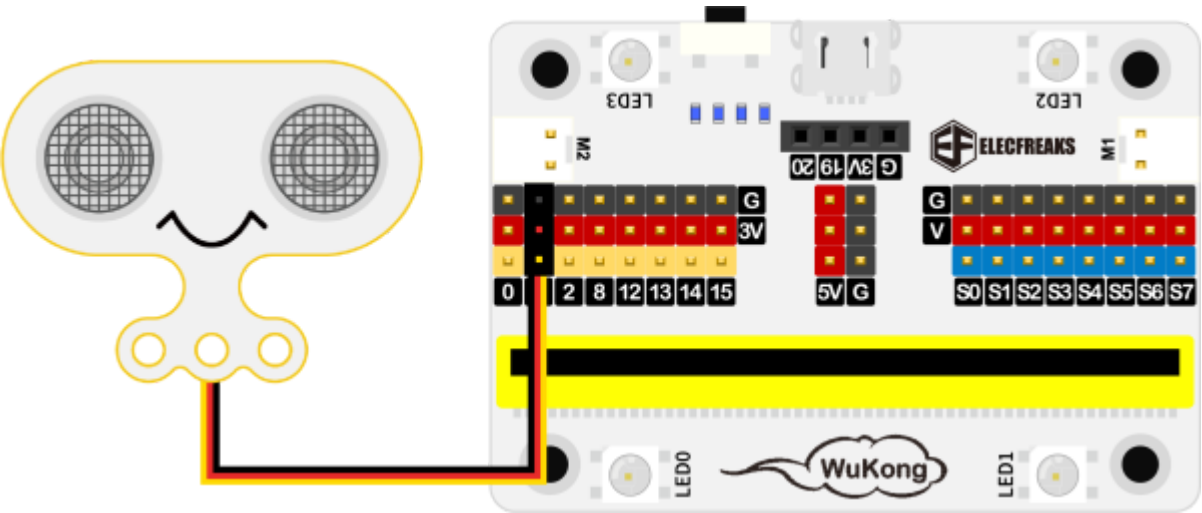 LED3
LED2
M2
20 19 3V G
ELECFREAKS
M1
G
3V
G
V
0 2 8 12 13 14 15
5V G
S0 S1 S2 S3 S4 S5 S6 S7
LED0
WuKong
LED1